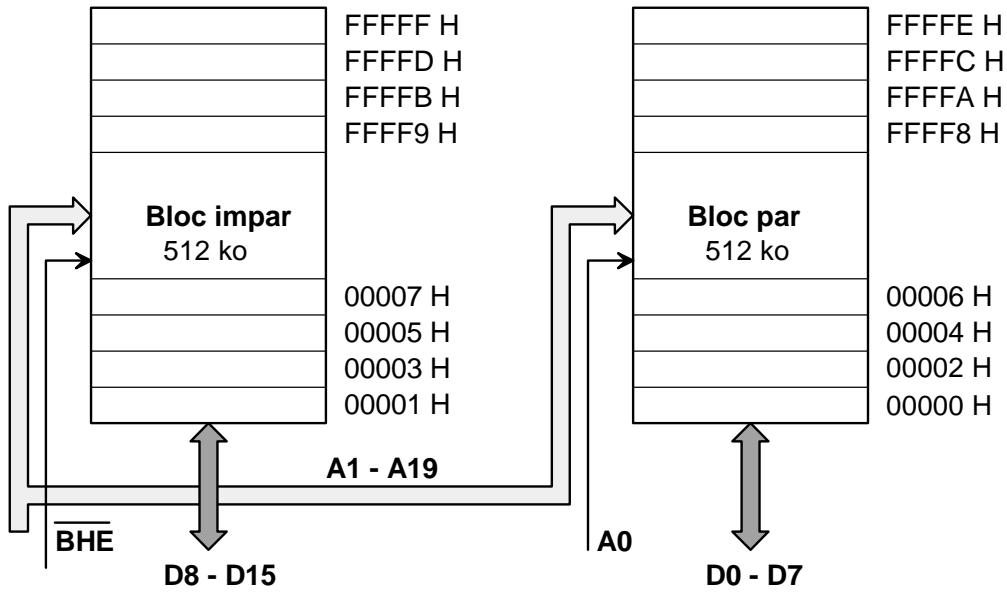 FFFFF H
FFFFD H
FFFFB H
FFFF9 H
Bloc impar
512 ko
00007 H
00005 H
00003 H
00001 H
FFFFE H
FFFFC H
FFFFA H
FFFF8 H
Bloc par
512 ko
00006 H
00004 H
00002 H
00000 H
A1 - A19
BHE
A0
D8 - D15
D0 - D7